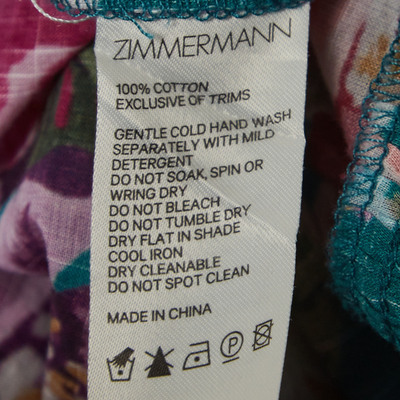 ZIMMERMANN
100% COTTON
EXCLUSIVE OF TRIMS
GENTLE COLD HAND WASH
SEPARATELY WITH MILD
DETERGENT
DO NOT SOAK, SPIN OR
WRING DRY
DO NOT BLEACH
DO NOT TUMBLE DRY
DRY FLAT IN SHADE
COOL IRON
DRY CLEANABLE
DO NOT SPOT CLEAN
MADE IN CHINA
P